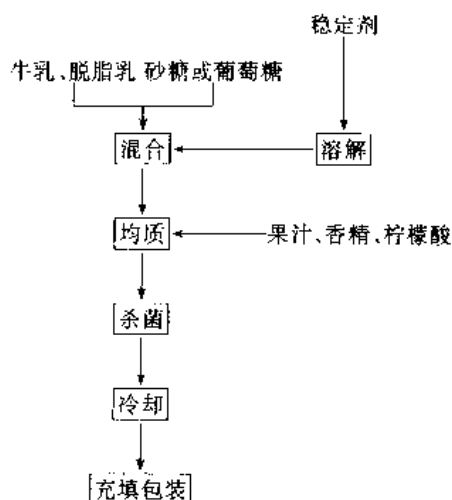 稳定剂
牛乳、脱脂乳 砂糖或葡萄糖
混合
溶解
均质
果汁、香精、柠檬酸
杀菌
冷却
充填包装